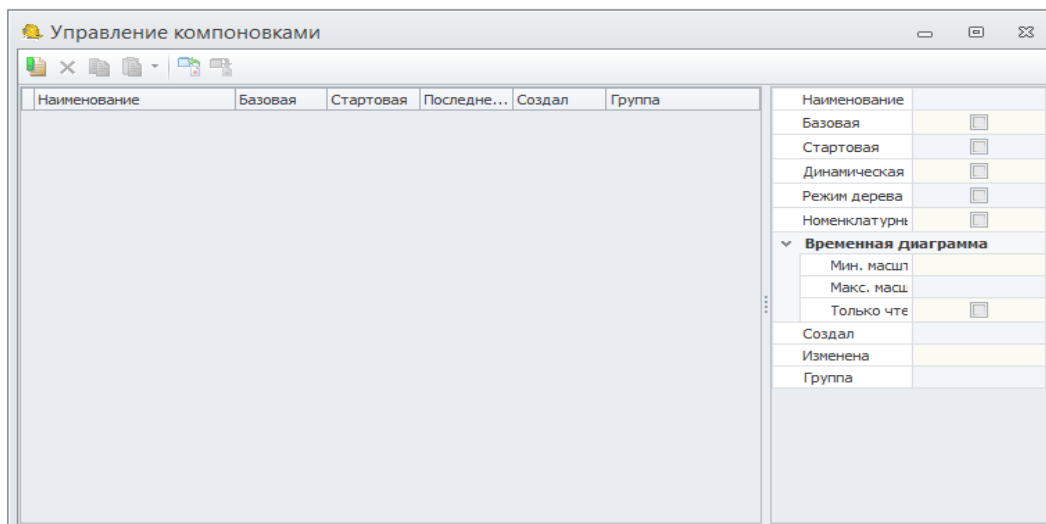 Управление компоновками
Наименование Базовая Стартовая Последне... Создал Группа
Наименование
Базовая
Стартовая
Динамическая
Режим дерева
Номенклатурнь
Временная диаграмма
Мин. масшт
Макс. масш
Только чте
Создал
Изменена
Группа